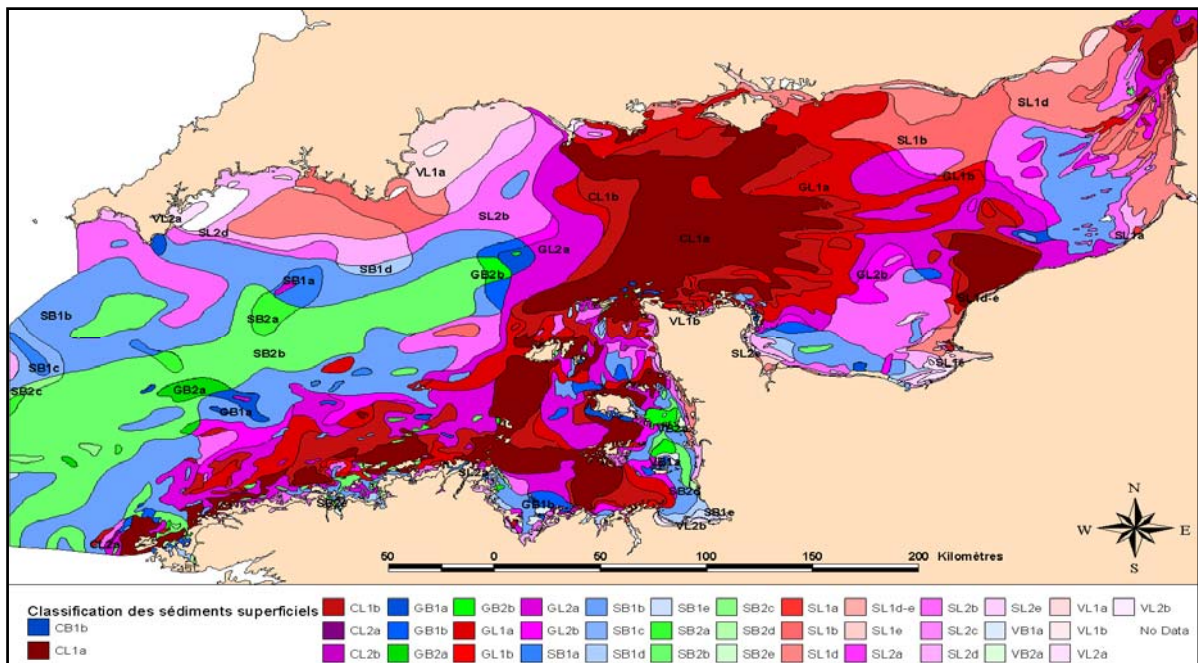 VL1a
SL1d
SL1b
GL1b
GL1a
CL1b
CL1a
VL2a
SL2d
SL2b
GL2a
SL1a
SB1d
SB1a
GB2b
GL2b
SB1b
SB2a
SL1d-e
VL1b
SB2b
SB1c
SB2c
GB2a
GB1a
SL2a
SB2d
SB1e
VL2b
GB1b
CL2a
N
W
E
S
50 0 50 100 150 200 Kilomètres
Classification des sédiments superficiels
CB1b
CL1a
CL1b GB1a GB2b GL2a SB1b SB1e SB2c SL1a SL1d-e SL2b SL2e VL1a VL2b
CL2a GB1b GL1a GL2b SB1c SB2a SB2d SL1b SL1e SL2c VB1a VL1b No Data
CL2b GB2a GL1b SB1a SB1d SB2b SB2e SL1d SL2a SL2d VB2a VL2a